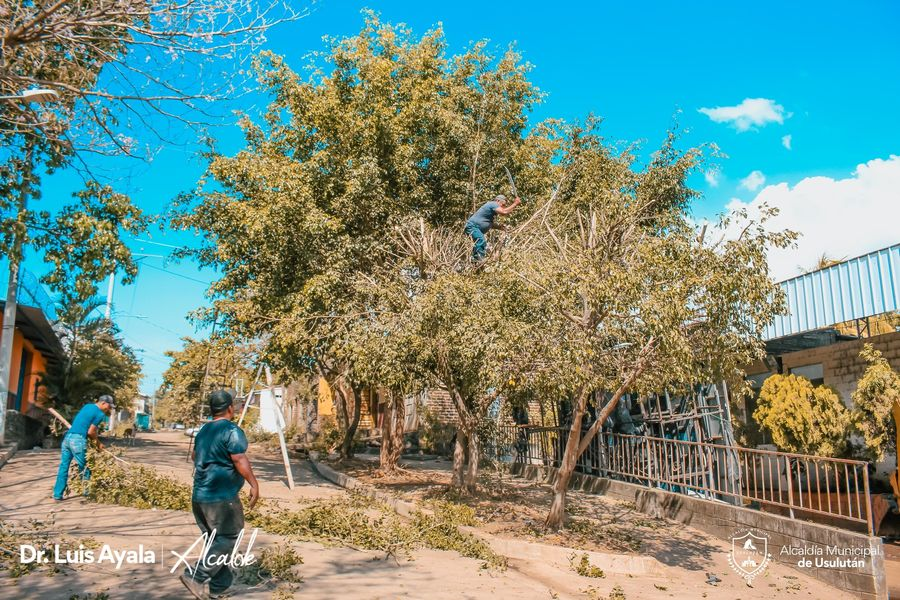 Dr. Luis Ayala | Alcalde
Alcaldía Municipal
de Usulután